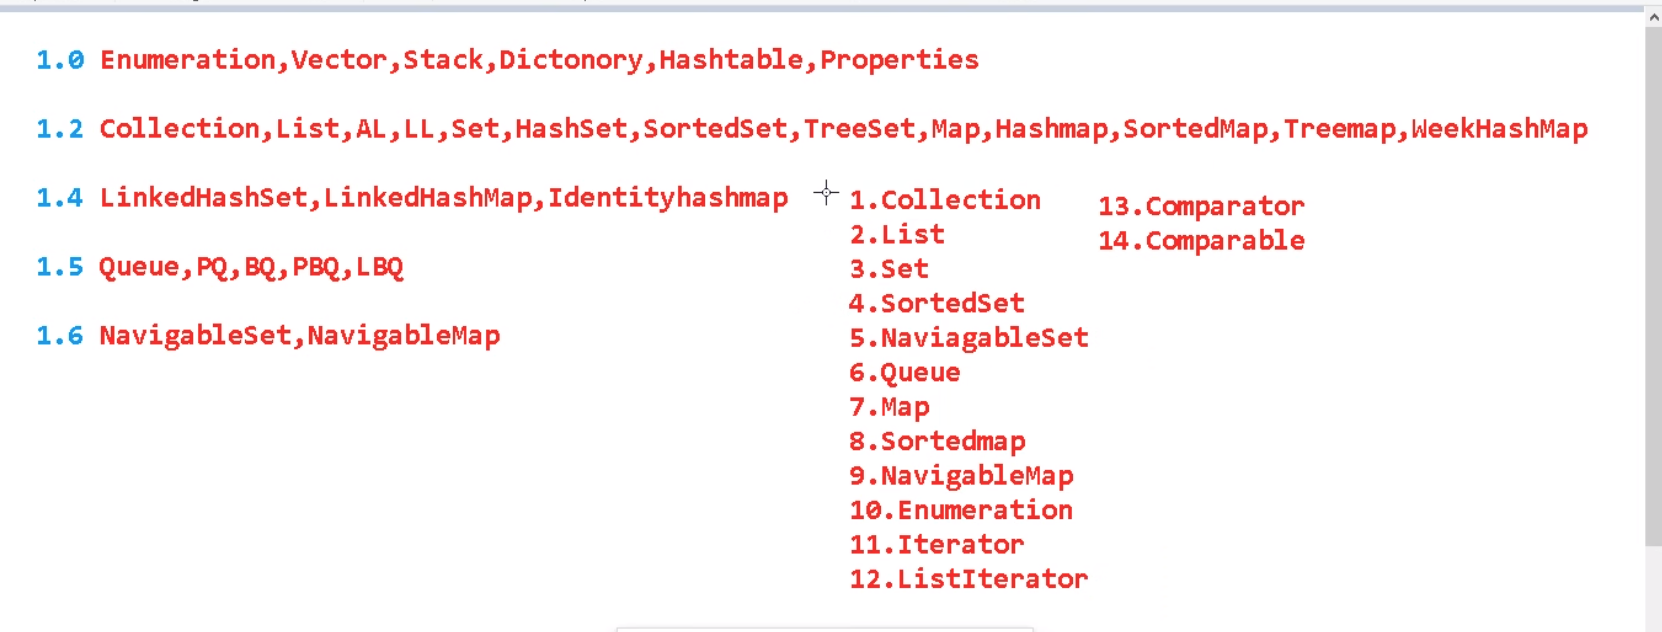 1.0 Enumeration,Vector,Stack,Dictonory,Hashtable,Properties
1.2 Collection,List,AL,LL,Set,HashSet,SortedSet,TreeSet,Map,Hashmap,SortedMap,Treemap,WeekHashMap
1.4 LinkedHashSet,LinkedHashMap,Identityhashmap
1.5 Queue,PQ,BQ,PBQ,LBQ
1.6 NavigableSet,NavigableMap
1.Collection
2.List
3.Set
4.SortedSet
5.NaviagableSet
6.Queue
7.Map
8.Sortedmap
9.NavigableMap
10.Enumeration
11.Iterator
12.ListIterator
13.Comparator
14.Comparable